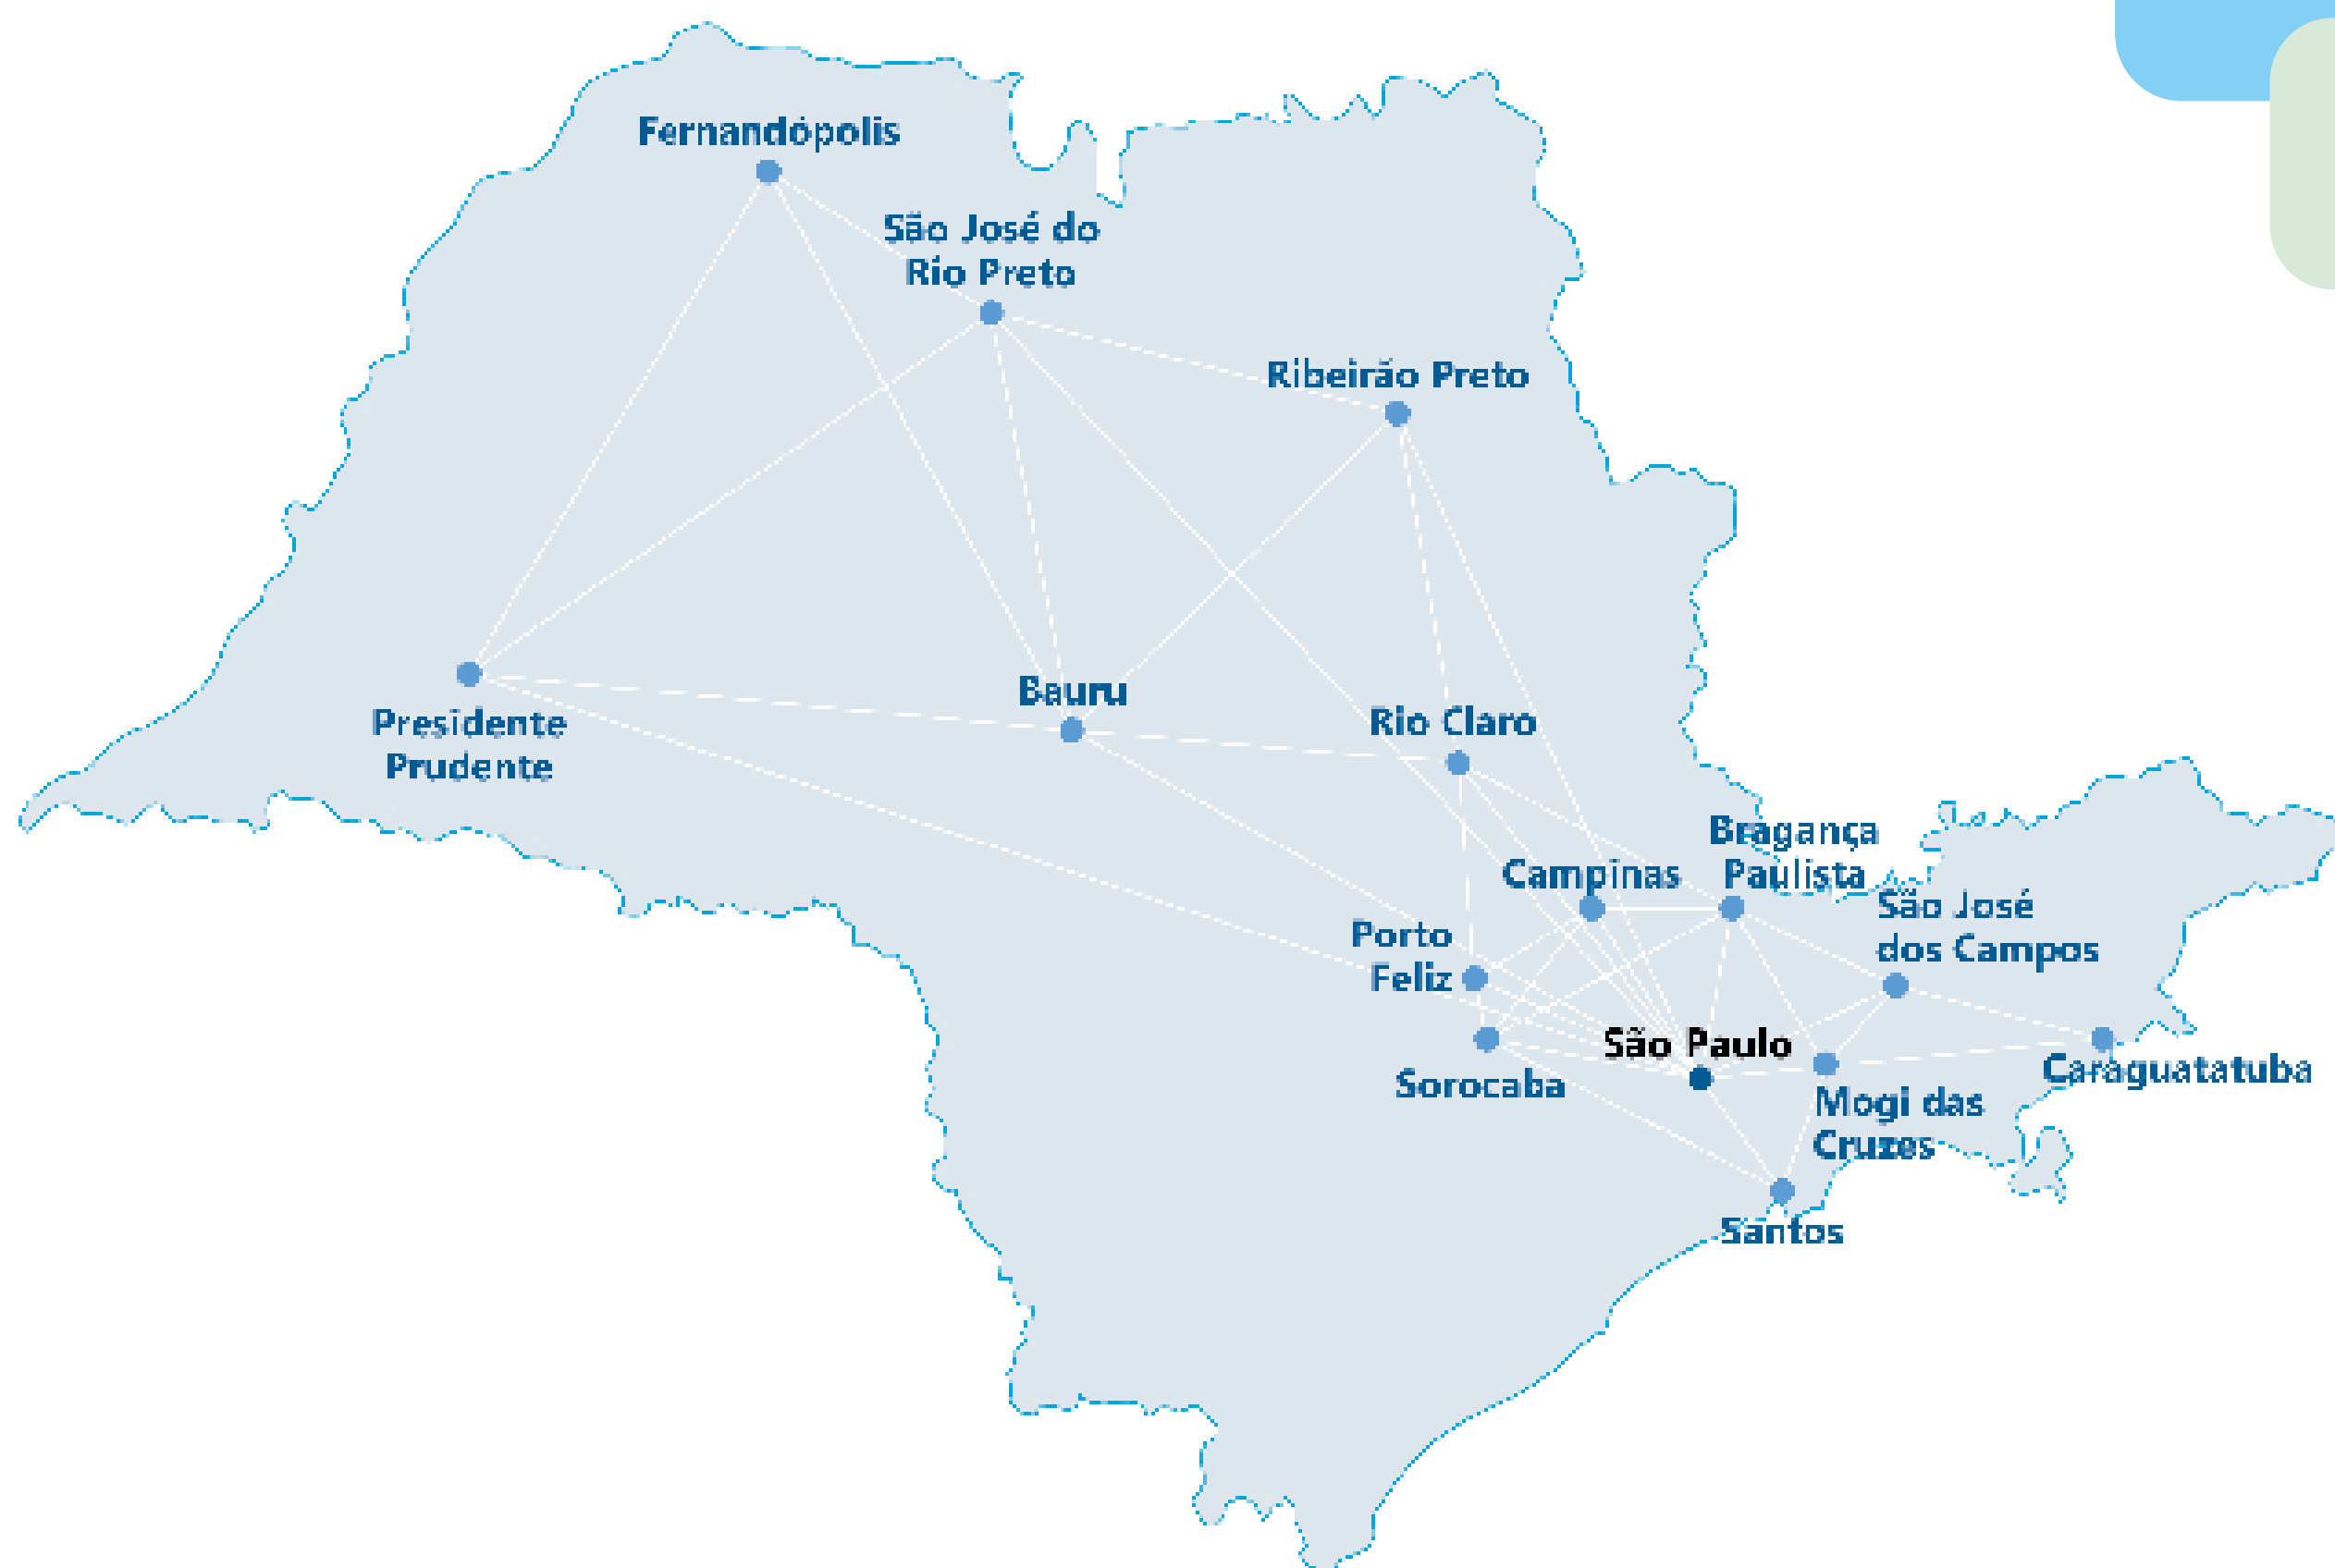 Fernandópolis
São José do
Rio Preto
Ribeirão Preto
Presidente
Prudente
Bauru
Rio Claro
Bragança
Paulista
Campinas
São José
dos Campos
Porto
Feliz
São Paulo
Sorocaba
Caraguatatuba
Mogi das
Cruzes
Santos